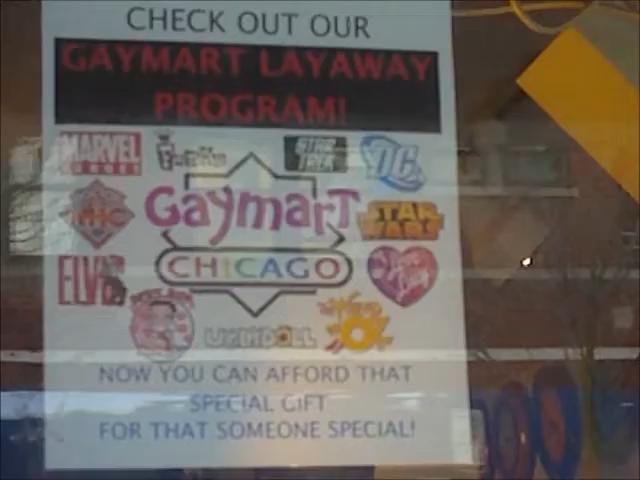 CHECK OUT OUR
GAYMART LAYAWAY
PROGRAM!
MARVEL
STAR
TREK
DC
GaymarT
STAR
WARS
CHICAGO
ELVIS
UGLYDOLL
NOW YOU CAN AFFORD THAT
SPECIAL GIFT
FOR THAT SOMEONE SPECIAL!